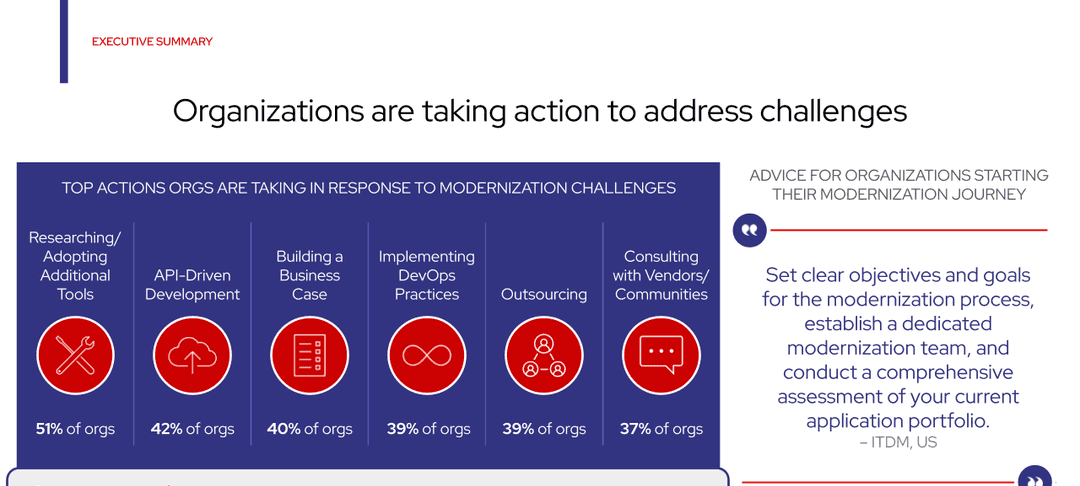 EXECUTIVE SUMMARY
Organizations are taking action to address challenges
TOP ACTIONS ORGS ARE TAKING IN RESPONSE TO MODERNIZATION CHALLENGES
Researching/
Adopting
Additional
Tools
51% of orgs
API-Driven
Development
42% of orgs
Building a
Business
Case
40% of orgs
Implementing
DevOps
Practices
39% of orgs
Outsourcing
39% of orgs
Consulting
with Vendors/
Communities
37% of orgs
ADVICE FOR ORGANIZATIONS STARTING
THEIR MODERNIZATION JOURNEY
Set clear objectives and goals
for the modernization process,
establish a dedicated
modernization team, and
conduct a comprehensive
assessment of your current
application portfolio.
– ITDM, US